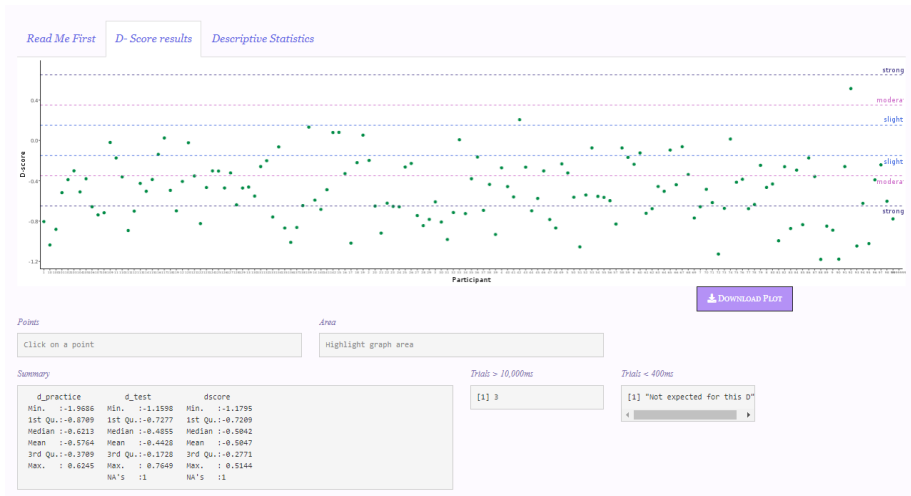 Read Me First
D- Score results
Descriptive Statistics
strong
modera
slight
slight
modera
strong
0.4
0.0
-0.4
-0.8
-1.2
D-score
Participant
Download Plot
Points
Area
Click on a point
Highlight graph area
Summary
Trials > 10,000ms
Trials < 400ms
d_practice d_test dscore
Min. :-1.9686 Min. :-1.1598 Min. :-1.1795
1st Qu.:-0.8709 1st Qu.:-0.7277 1st Qu.:-0.7209
Median :-0.6213 Median :-0.4855 Median :-0.5042
Mean :-0.5764 Mean :-0.4428 Mean :-0.5047
3rd Qu.:-0.3709 3rd Qu.:-0.1728 3rd Qu.:-0.2771
Max. : 0.6245 Max. : 0.7649 Max. : 0.5144
NA's :1 NA's :1
[1] 3
[1] "Not expected for this D"